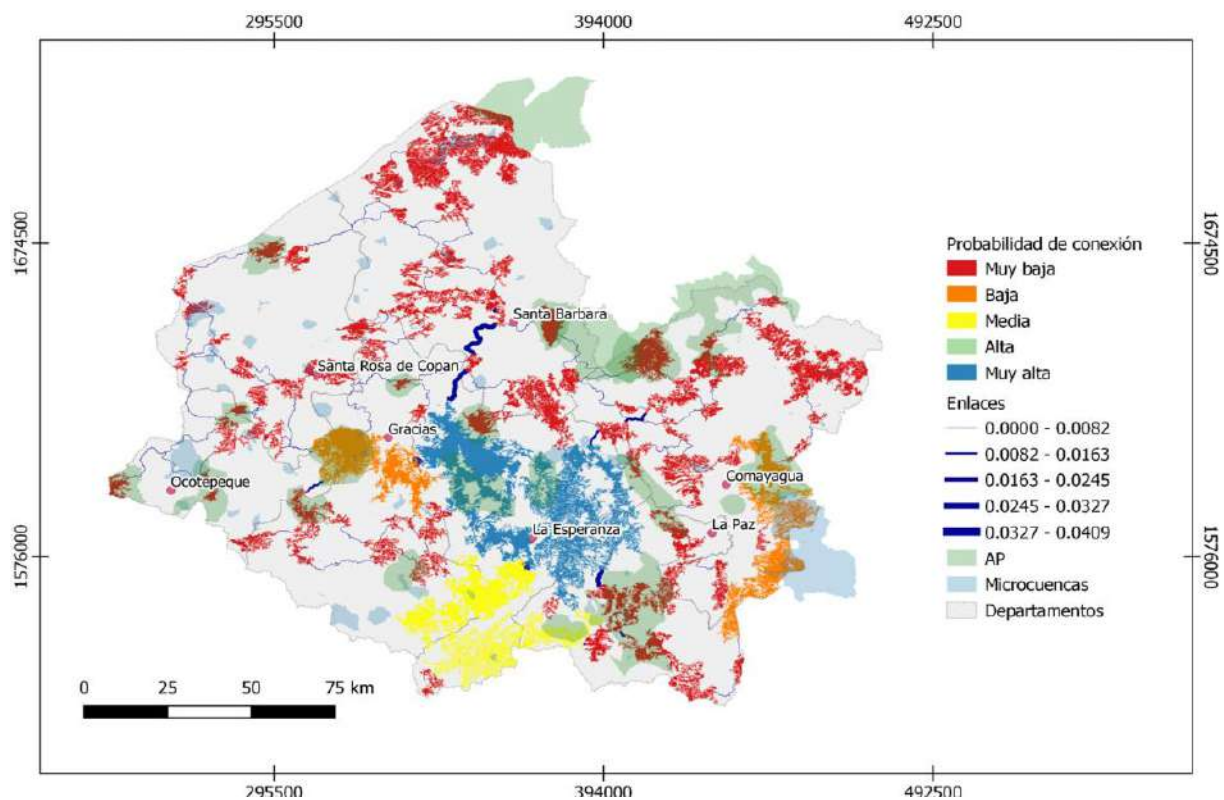 295500 394000 492500
1674500
1674500
Santa Barbara
Santa Rosa de Copan
Gracias
Ocotepeque
Comayagua
La Esperanza
La Paz
1576000
1576000
Probabilidad de conexión
Muy baja
Baja
Media
Alta
Muy alta
Enlaces
0.0000 - 0.0082
0.0082 - 0.0163
0.0163 - 0.0245
0.0245 - 0.0327
0.0327 - 0.0409
AP
Microcuencas
Departamentos
0 25 50 75 km
295500 394000 492500